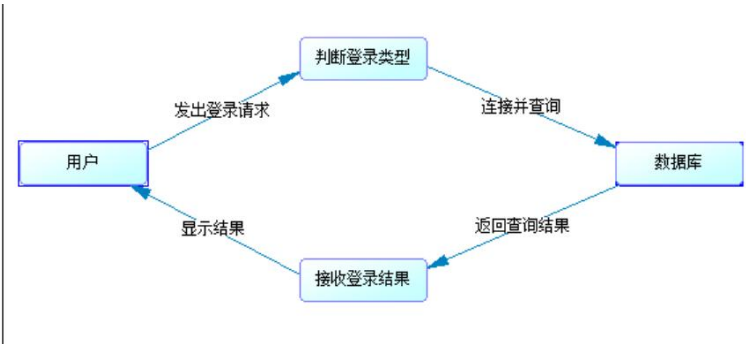 判断登录类型
发出登录请求
连接并查询
用户
数据库
显示结果
返回查询结果
接收登录结果